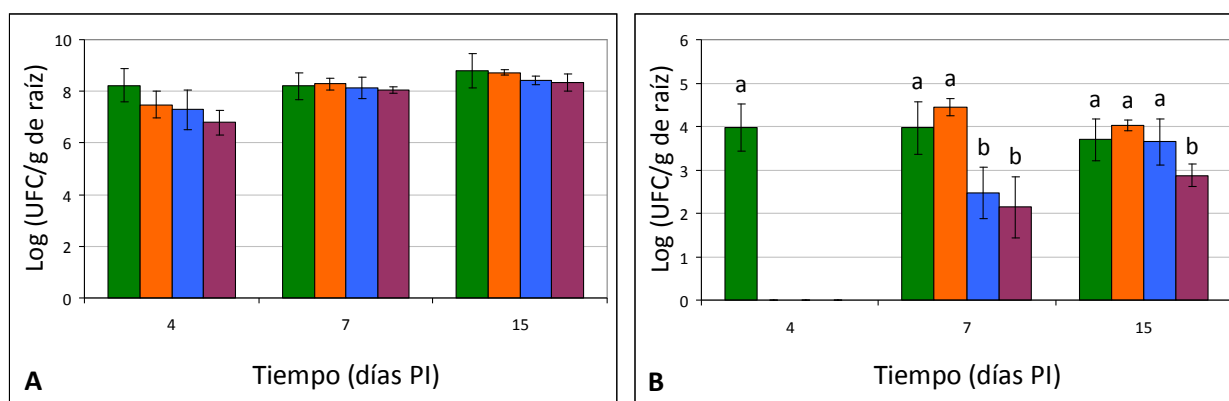 Log (UFC/g de raíz)
10
8
6
4
2
0
4 7 15
Tiempo (días PI)
A
Log (UFC/g de raíz)
6
5
4
3
2
1
0
a
a a b b
a a a b
4 7 15
Tiempo (días PI)
B